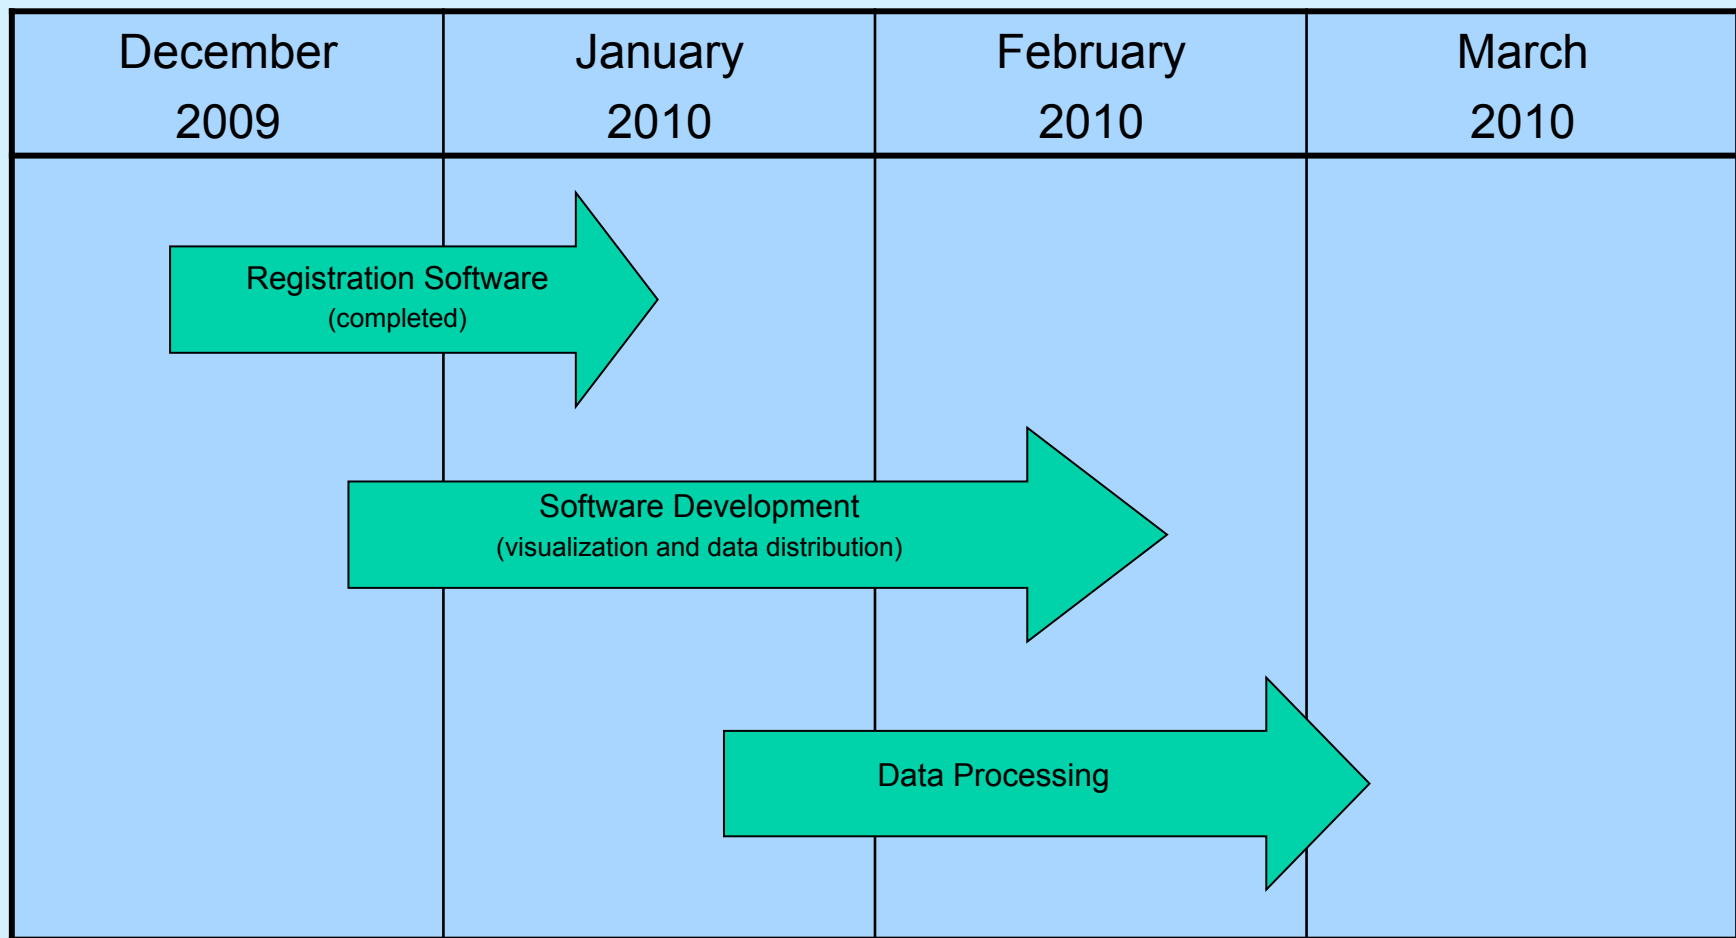 December
2009
January
2010
February
2010
March
2010
Registration Software
(completed)
Software Development
(visualization and data distribution)
Data Processing